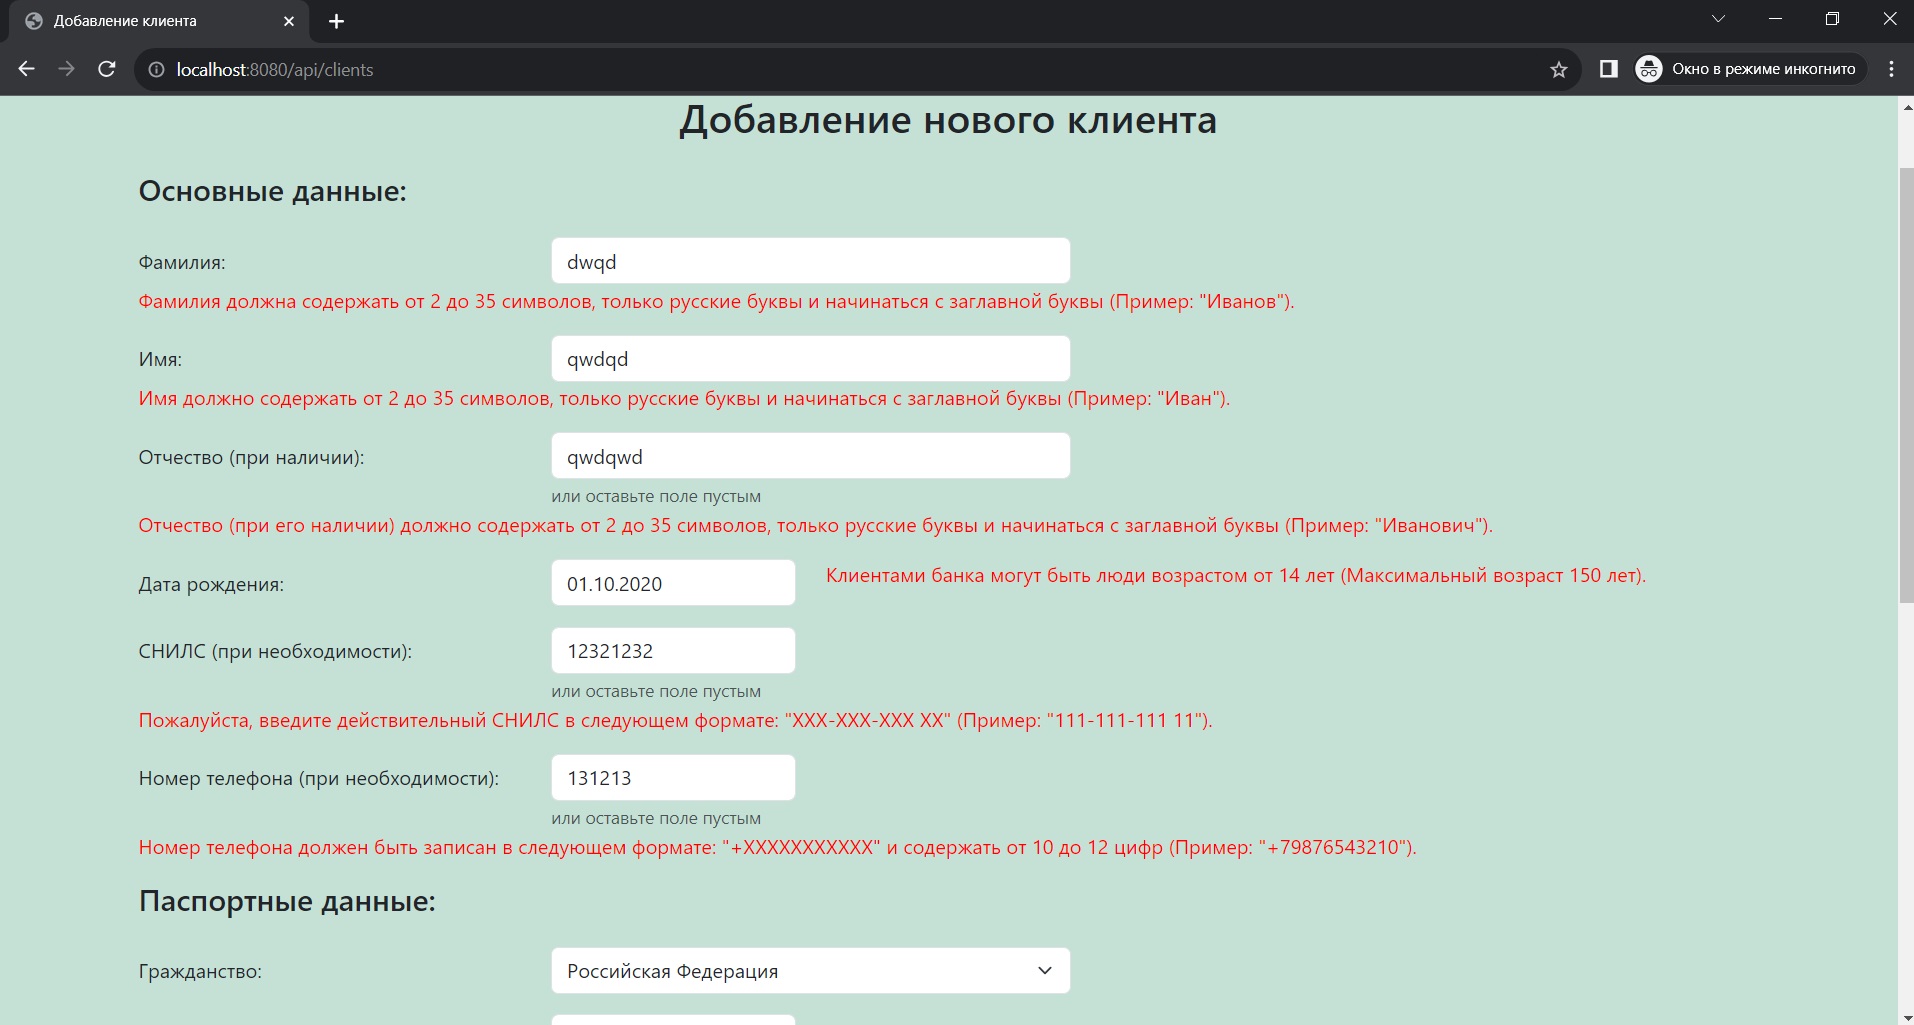 Добавление клиента
localhost:8080/api/clients
Окно в режиме инкогнито
Добавление нового клиента
Основные данные:
Фамилия:
dwqd
Фамилия должна содержать от 2 до 35 символов, только русские буквы и начинаться с заглавной буквы (Пример: "Иванов").
Имя:
qwdqd
Имя должно содержать от 2 до 35 символов, только русские буквы и начинаться с заглавной буквы (Пример: "Иван").
Отчество (при наличии):
qwdqwd
или оставьте поле пустым
Отчество (при его наличии) должно содержать от 2 до 35 символов, только русские буквы и начинаться с заглавной буквы (Пример: "Иванович").
Дата рождения:
01.10.2020
Клиентами банка могут быть люди возрастом от 14 лет (Максимальный возраст 150 лет).
СНИЛС (при необходимости):
12321232
или оставьте поле пустым
Пожалуйста, введите действительный СНИЛС в следующем формате: "XXX-XXX-XXX XX" (Пример: "111-111-111 11").
Номер телефона (при необходимости):
131213
или оставьте поле пустым
Номер телефона должен быть записан в следующем формате: "+XXXXXXXXXXX" и содержать от 10 до 12 цифр (Пример: "+79876543210").
Паспортные данные:
Гражданство:
Российская Федерация